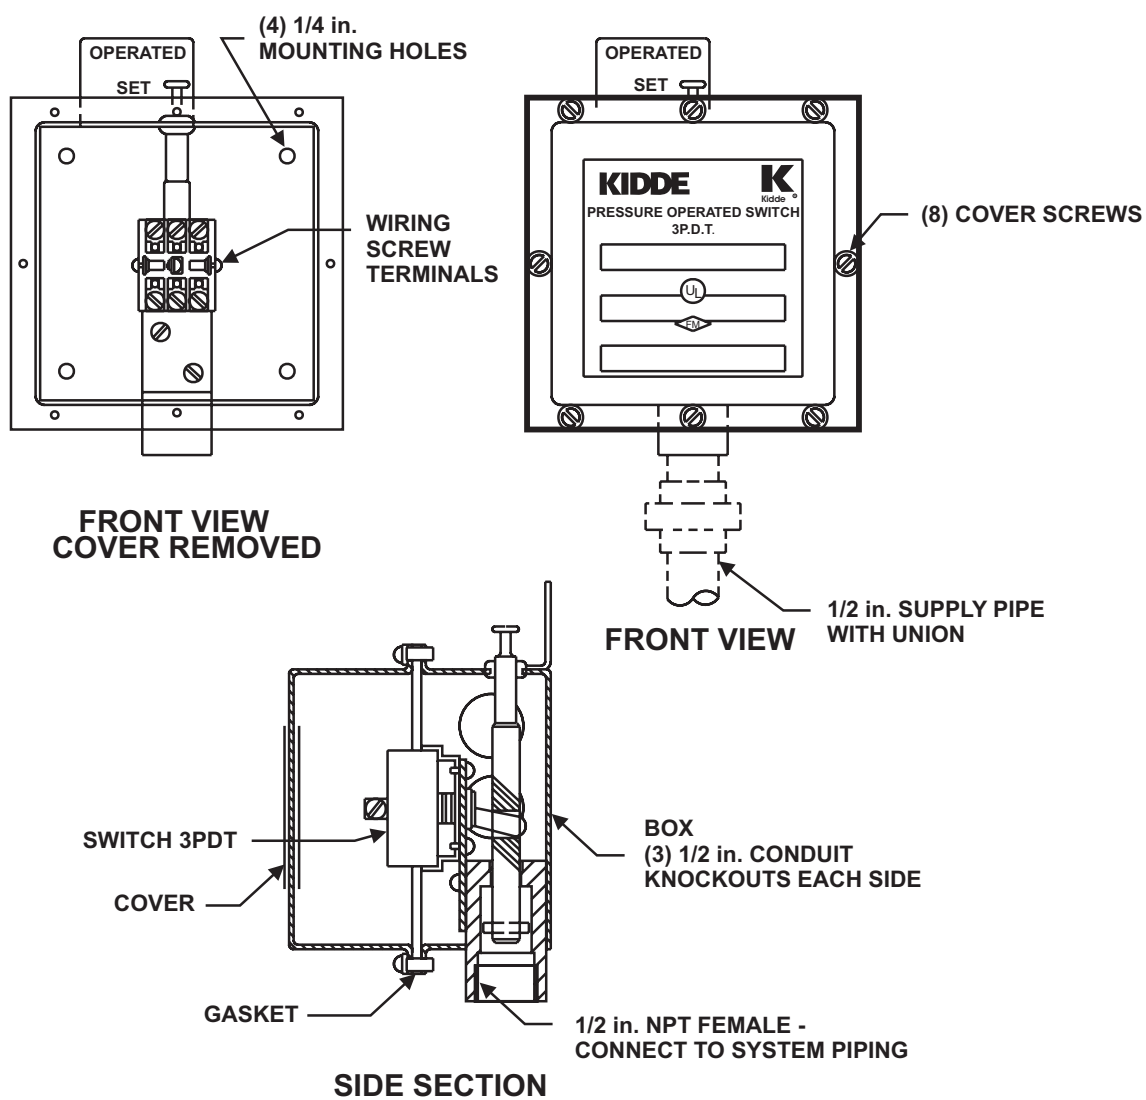 (4) 1/4 in.
MOUNTING HOLES
OPERATED
SET
WIRING
SCREW
TERMINALS
FRONT VIEW
COVER REMOVED
OPERATED
SET
KIDDE
K
Kidde
PRESSURE OPERATED SWITCH
3P.D.T.
UL
FM
(8) COVER SCREWS
1/2 in. SUPPLY PIPE
WITH UNION
FRONT VIEW
SWITCH 3PDT
COVER
GASKET
BOX
(3) 1/2 in. CONDUIT
KNOCKOUTS EACH SIDE
1/2 in. NPT FEMALE -
CONNECT TO SYSTEM PIPING
SIDE SECTION